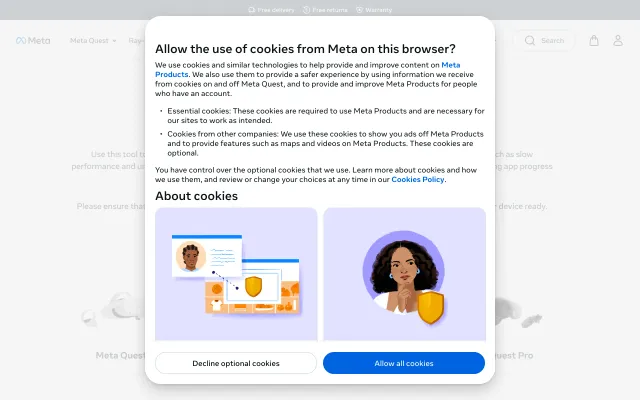 Free delivery Free returns Warranty
Meta Meta Quest Ray- Search
Allow the use of cookies from Meta on this browser?
We use cookies and similar technologies to help provide and improve content on Meta
Products. We also use them to provide a safer experience by using information we receive
from cookies on and off Meta Quest, and to provide and improve Meta Products for people
who have an account.
• Essential cookies: These cookies are required to use Meta Products and are necessary for
our sites to work as intended.
• Cookies from other companies: We use these cookies to show you ads off Meta Products
and to provide features such as maps and videos on Meta Products. These cookies are
optional.
You have control over the optional cookies that we use. Learn more about cookies and how
we use them, and review or change your choices at any time in our Cookies Policy.
About cookies
Use this tool to such as slow
performance and us ng app progress
Please ensure that device ready.
Meta Quest uest Pro
Decline optional cookies Allow all cookies